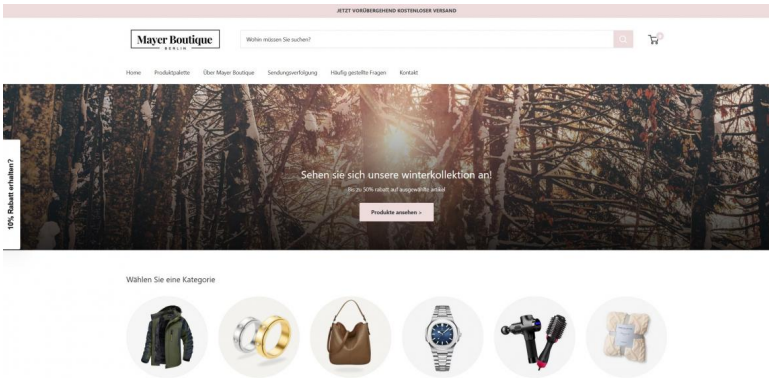 JETZT VORÜBERGEHEND KOSTENLOSER VERSAND
Mayer Boutique
BERLIN
Wohin müssen Sie suchen?
0
Home Produktpalette Über Mayer Boutique Sendungsverfolgung Häufig gestellte Fragen Kontakt
10% Rabatt erhalten?
Sehen sie sich unsere winterkollektion an!
Bis zu 50% rabatt auf ausgewählte artikel
Produkte ansehen >
Wählen Sie eine Kategorie